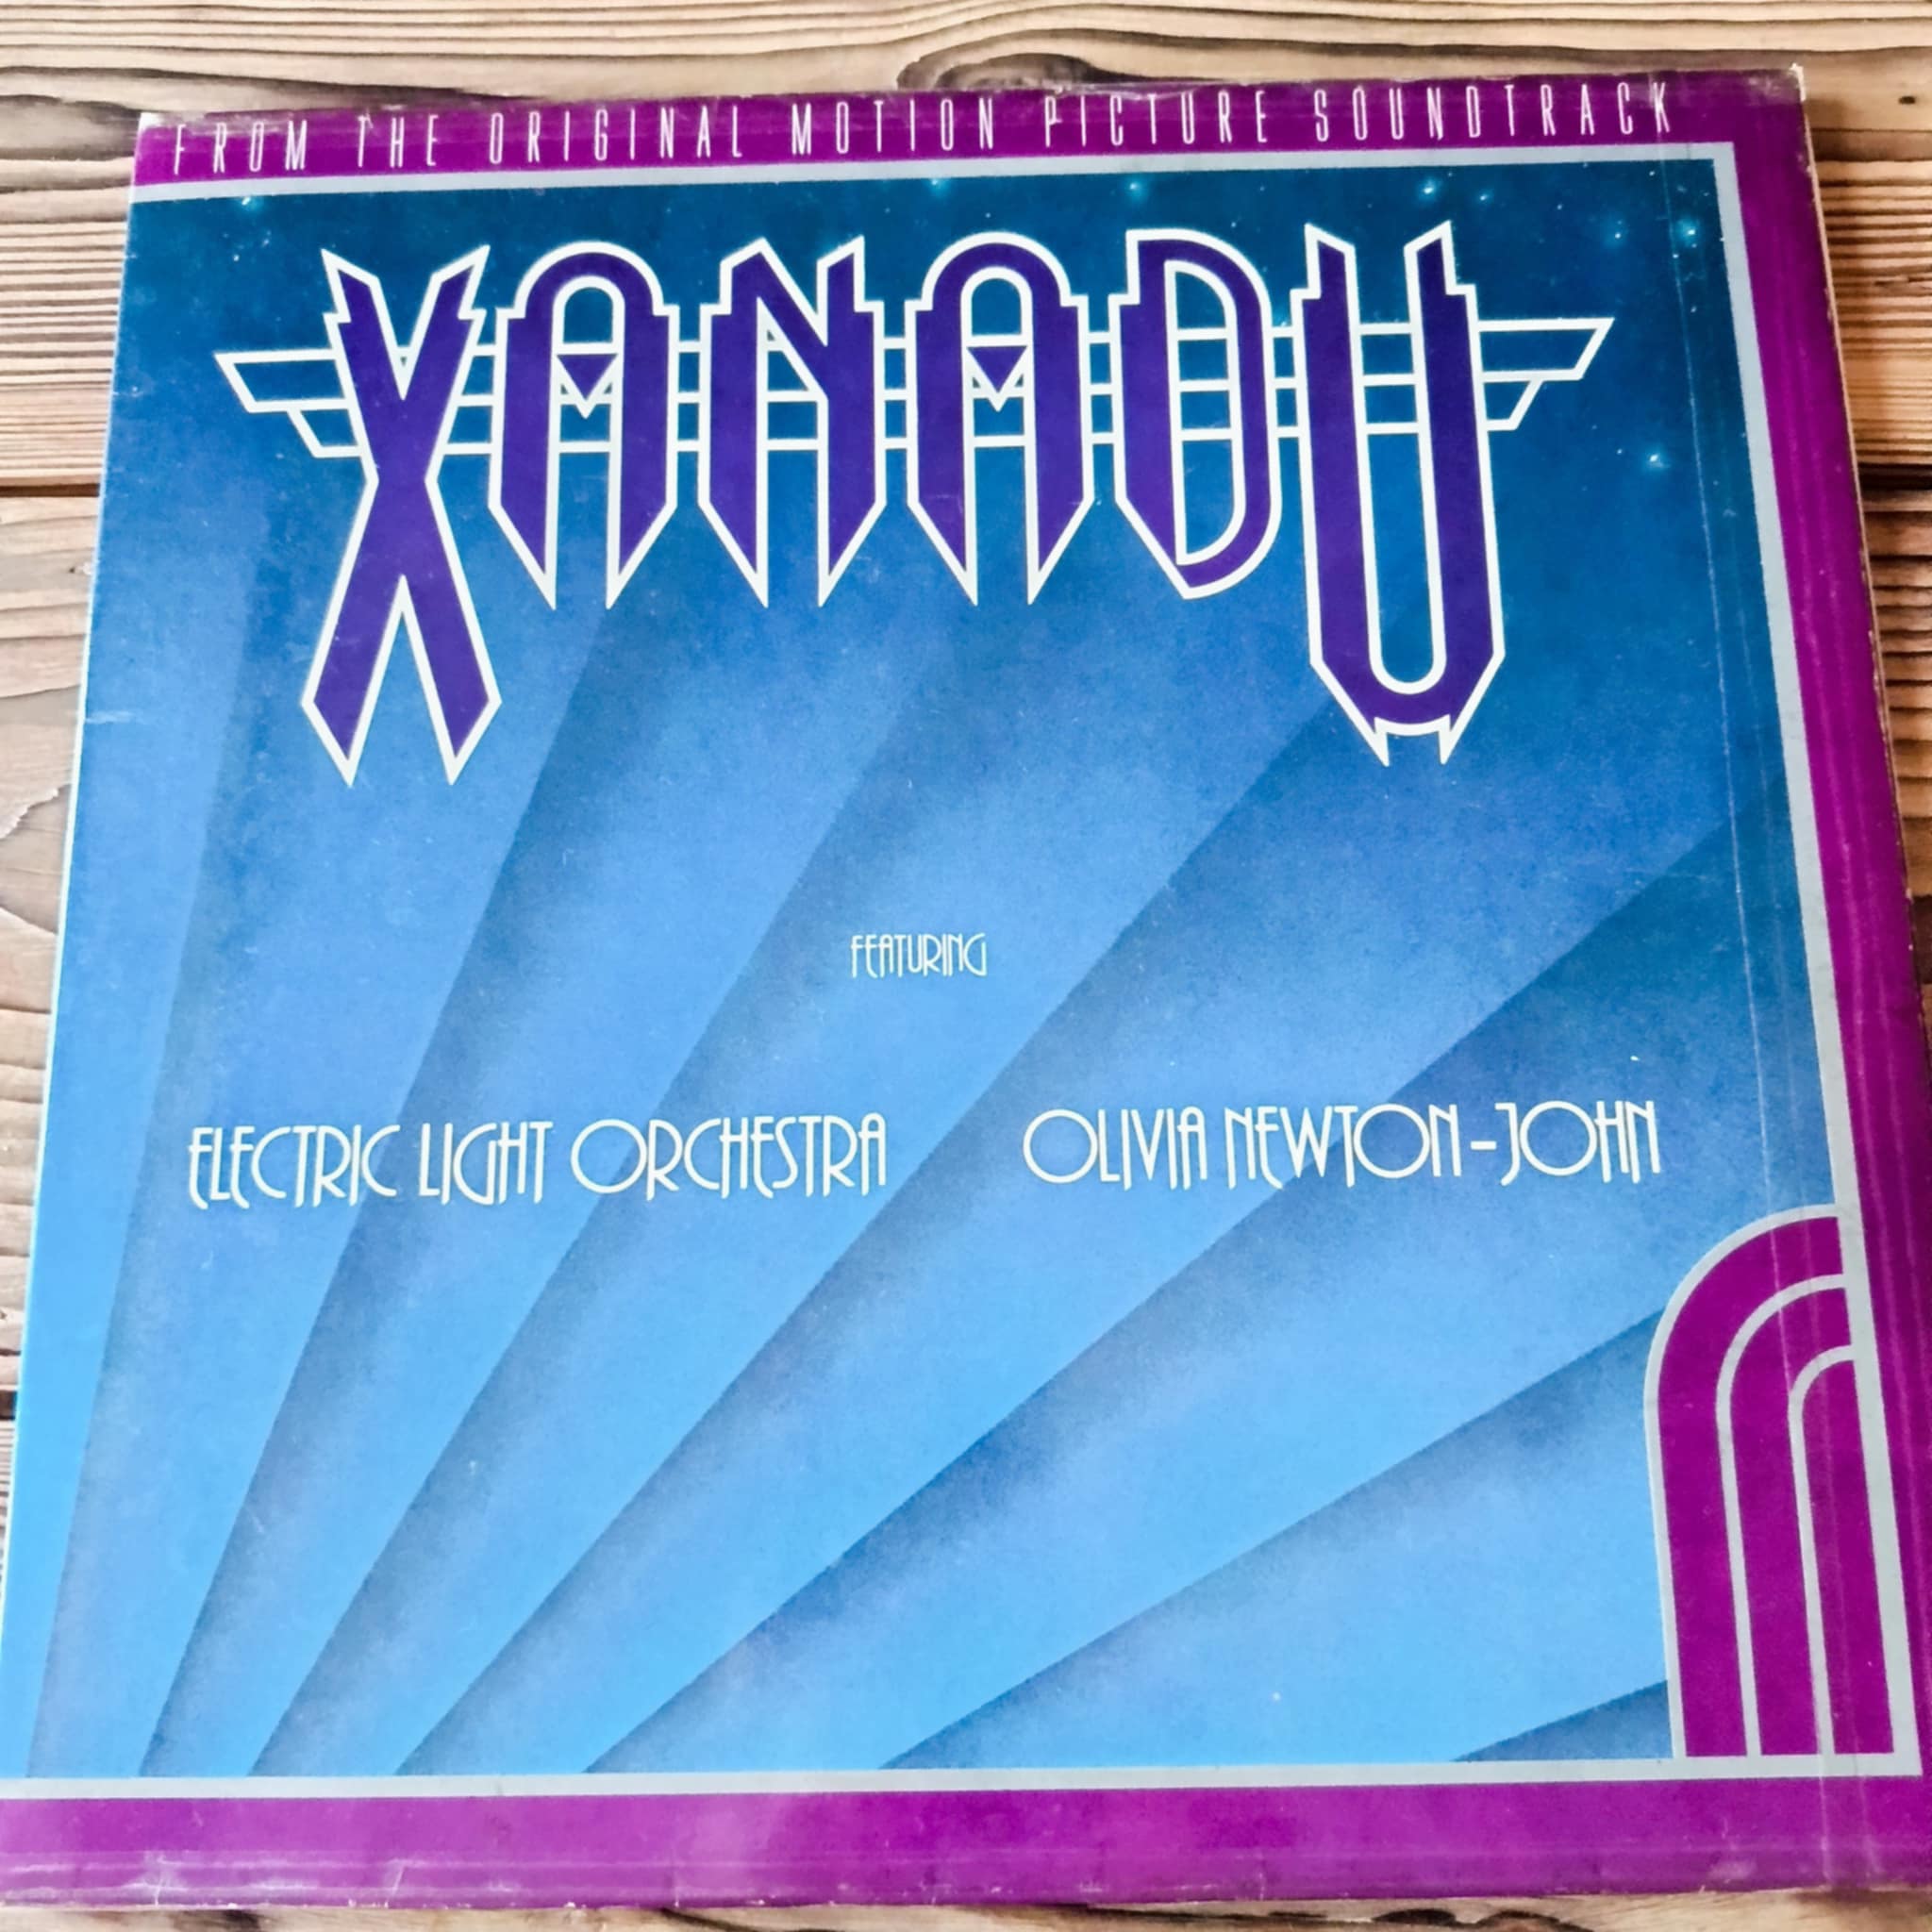 FROM THE ORIGINAL MOTION PICTURE SOUNDTRACK
XANADU
FEATURING
ELECTRIC LIGHT ORCHESTRA OLIVIA NEWTON-JOHN